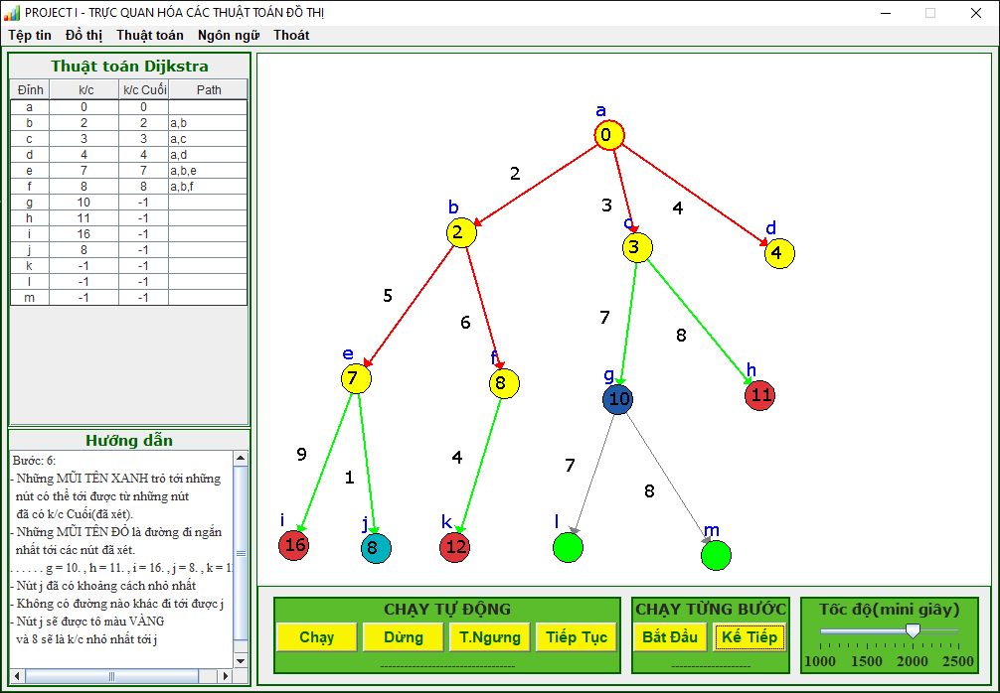 PROJECT I - TRỰC QUAN HÓA CÁC THUẬT TOÁN ĐỒ THỊ
Tệp tin Đồ thị Thuật toán Ngôn ngữ Thoát
Thuật toán Dijkstra
Đỉnh k/c k/c Cuối Path
a 0 0
b 2 2 a,b
c 3 3 a,c
d 4 4 a,d
e 7 7 a,b,e
f 8 8 a,b,f
g 10 -1
h 11 -1
i 16 -1
j 8 -1
k -1 -1
l -1 -1
m -1 -1
Hướng dẫn
Bước: 6:
- Những MŨI TÊN XANH trỏ tới những
nút có thể tới được từ những nút
đã có k/c Cuối(đã xét).
- Những MŨI TÊN ĐỎ là đường đi ngắn
nhất tới các nút đã xét.
. . . . . . g = 10. , h = 11. , i = 16. , j = 8. , k = 1
- Nút j đã có khoảng cách nhỏ nhất
- Không có đường nào khác đi tới được j
- Nút j sẽ được tô màu VÀNG
và 8 sẽ là k/c nhỏ nhất tới j
a
0
2
3
4
b
2
c
3
d
4
5
6
7
8
e
7
f
8
g
10
h
11
9
1
4
7
8
i
16
j
8
k
12
l
m
CHẠY TỰ ĐỘNG
Chạy Dừng T.Ngưng Tiếp Tục
CHẠY TỪNG BƯỚC
Bắt Đầu Kế Tiếp
Tốc độ(mini giây)
1000 1500 2000 2500